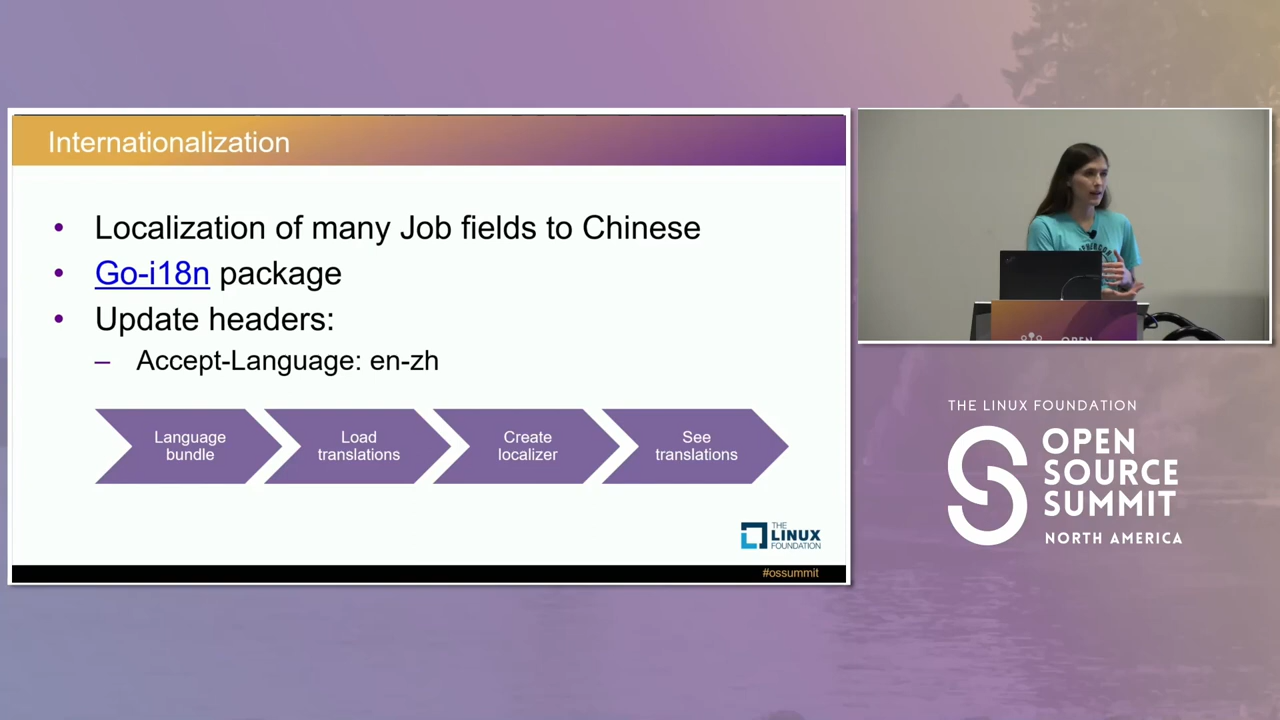 Internationalization
• Localization of many Job fields to Chinese
• Go-i18n package
• Update headers:
– Accept-Language: en-zh
Language
bundle
Load
translations
Create
localizer
See
translations
THE
LINUX
FOUNDATION
#ossummit
OPEN
THE LINUX FOUNDATION
OPEN
SOURCE
SUMMIT
NORTH AMERICA